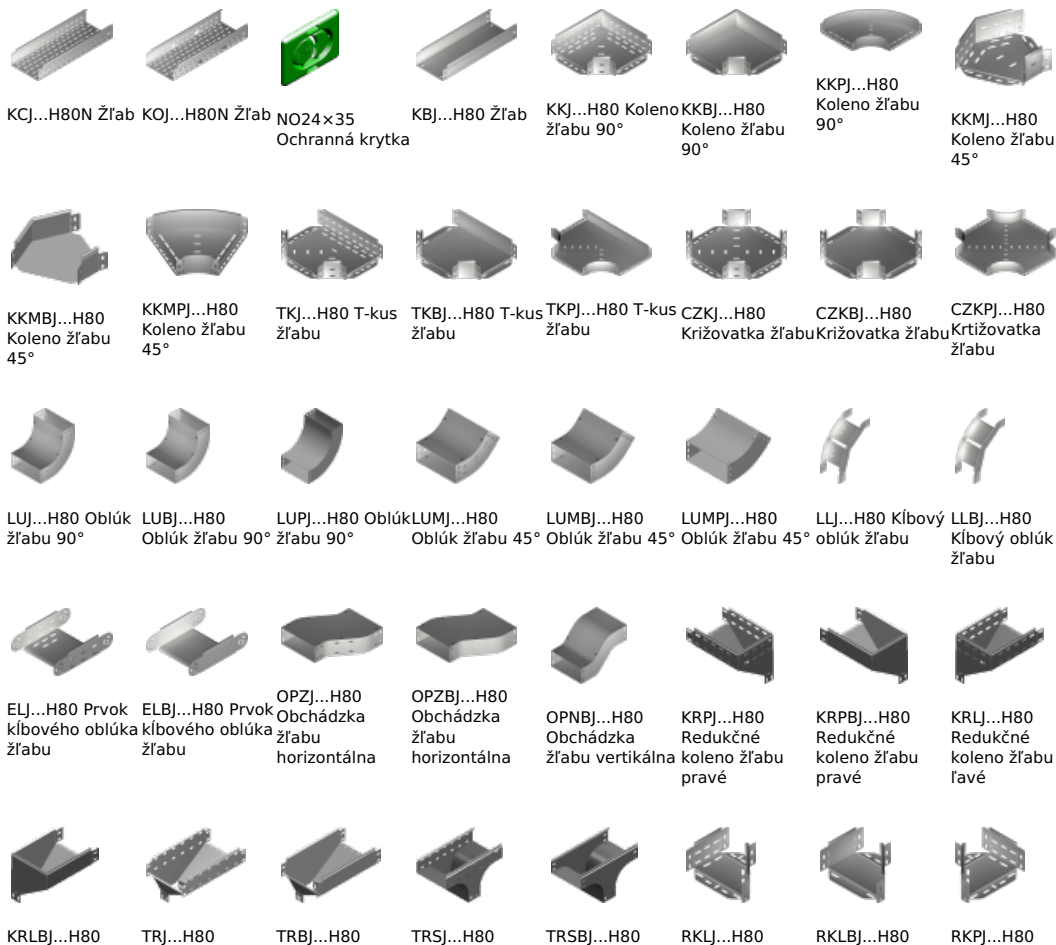 KCJ...H80N Žľab
KOJ...H80N Žľab
NO24×35
Ochranná krytka
KBJ...H80 Žľab
KKJ...H80 Koleno
žľabu 90°
KKBJ...H80
Koleno žľabu
90°
KKPJ...H80
Koleno žľabu
90°
KKMJ...H80
Koleno žľabu
45°
KKMBJ...H80
Koleno žľabu
45°
KKMPJ...H80
Koleno žľabu
45°
TKJ...H80 T-kus
žľabu
TKBJ...H80 T-kus
žľabu
TKPJ...H80 T-kus
žľabu
CZKJ...H80
Križovatka žľabu
CZKBJ...H80
Križovatka žľabu
CZKPJ...H80
Krtižovatka
žľabu
LUJ...H80 Oblúk
žľabu 90°
LUBJ...H80
Oblúk žľabu 90°
LUPJ...H80 Oblúk
žľabu 90°
LUMJ...H80
Oblúk žľabu 45°
LUMBJ...H80
Oblúk žľabu 45°
LUMPJ...H80
Oblúk žľabu 45°
LLJ...H80 Kĺbový
oblúk žľabu
LLBJ...H80
Kĺbový oblúk
žľabu
ELJ...H80 Prvok
kĺbového oblúka
žľabu
ELBJ...H80 Prvok
kĺbového oblúka
žľabu
OPZJ...H80
Obchádzka
žľabu
horizontálna
OPZBJ...H80
Obchádzka
žľabu
horizontálna
OPNBJ...H80
Obchádzka
žľabu vertikálna
KRPJ...H80
Redukčné
koleno žľabu
pravé
KRPBJ...H80
Redukčné
koleno žľabu
pravé
KRLJ...H80
Redukčné
koleno žľabu
ľavé
KRLBJ...H80
TRJ...H80
TRBJ...H80
TRSJ...H80
TRSBJ...H80
RKLJ...H80
RKLBJ...H80
RKPJ...H80